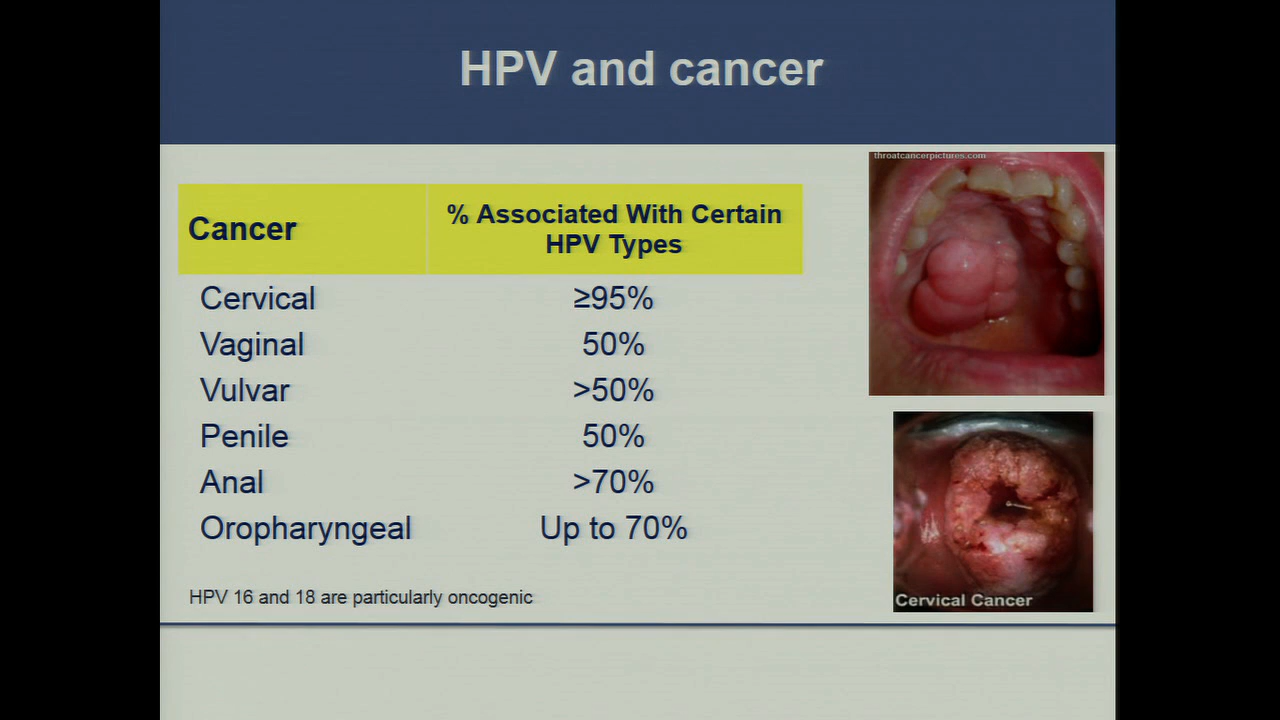 HPV and cancer
throatcancerpictures.com
Cancer
% Associated With Certain
HPV Types
Cervical ≥95%
Vaginal 50%
Vulvar >50%
Penile 50%
Anal >70%
Oropharyngeal Up to 70%
Cervical Cancer
HPV 16 and 18 are particularly oncogenic